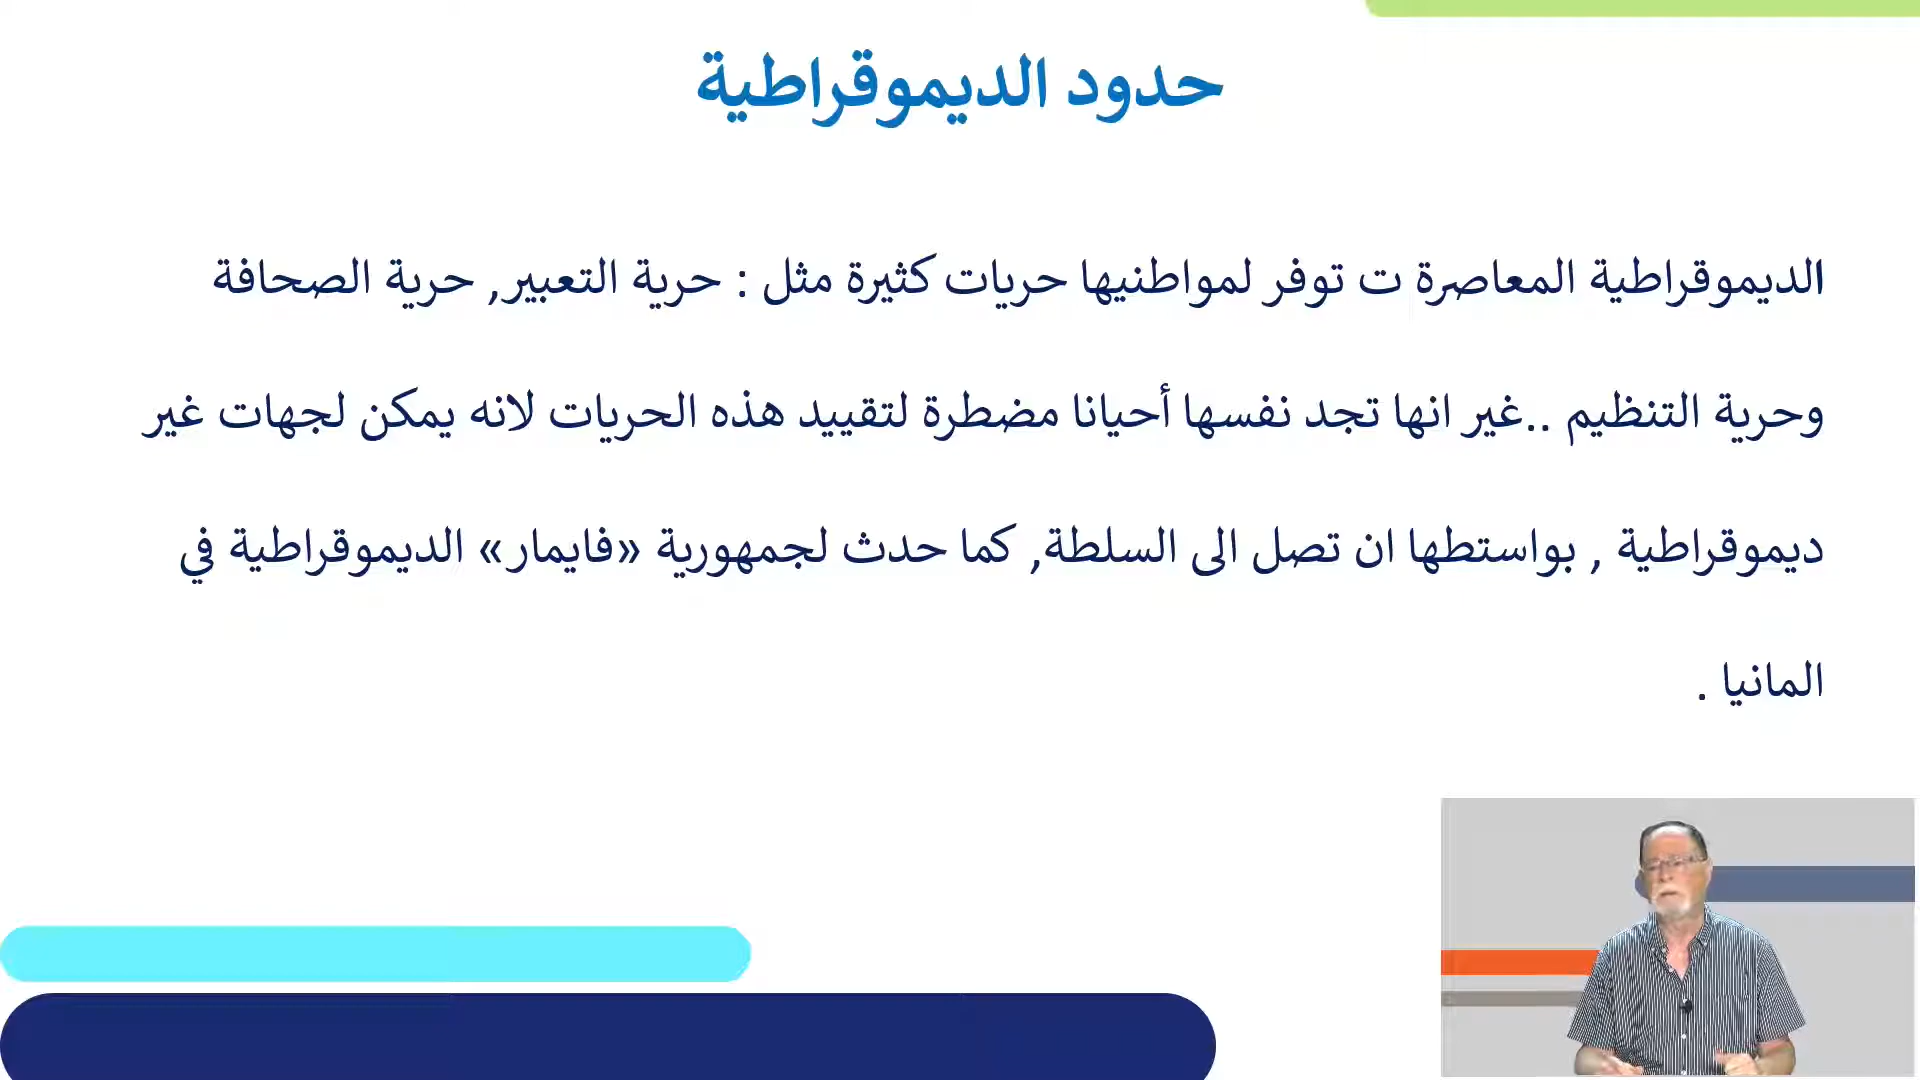 حدود الديموقراطية
الديموقراطية المعاصرة ت توفر لمواطنيها حريات كثيرة مثل : حرية التعبير, حرية الصحافة
وحرية التنظيم ..غير انها تجد نفسها أحيانا مضطرة لتقييد هذه الحريات لانه يمكن لجهات غير
ديموقراطية , بواستطها ان تصل الى السلطة, كما حدث لجمهورية «فايمار» الديموقراطية في
المانيا .